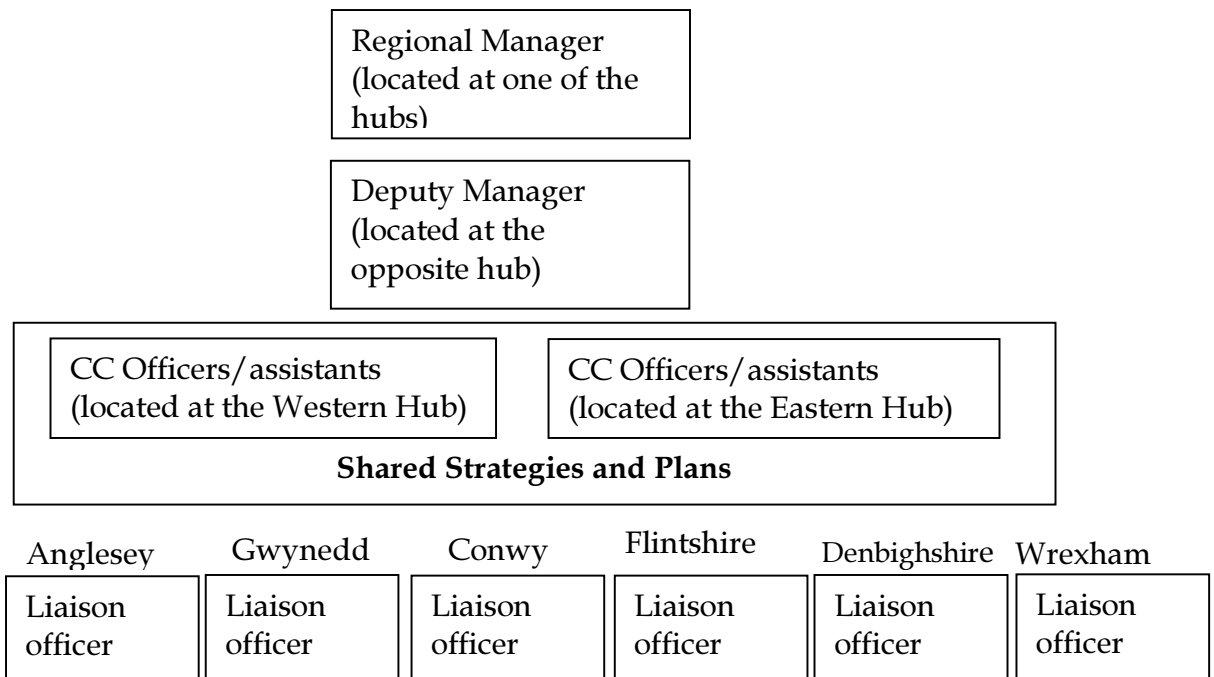 Regional Manager
(located at one of the
hubs)
Deputy Manager
(located at the
opposite hub)
CC Officers/assistants
(located at the Western Hub)
CC Officers/assistants
(located at the Eastern Hub)
Shared Strategies and Plans
Anglesey
Gwynedd
Conwy
Flintshire
Denbighshire
Wrexham
Liaison
officer
Liaison
officer
Liaison
officer
Liaison
officer
Liaison
officer
Liaison
officer